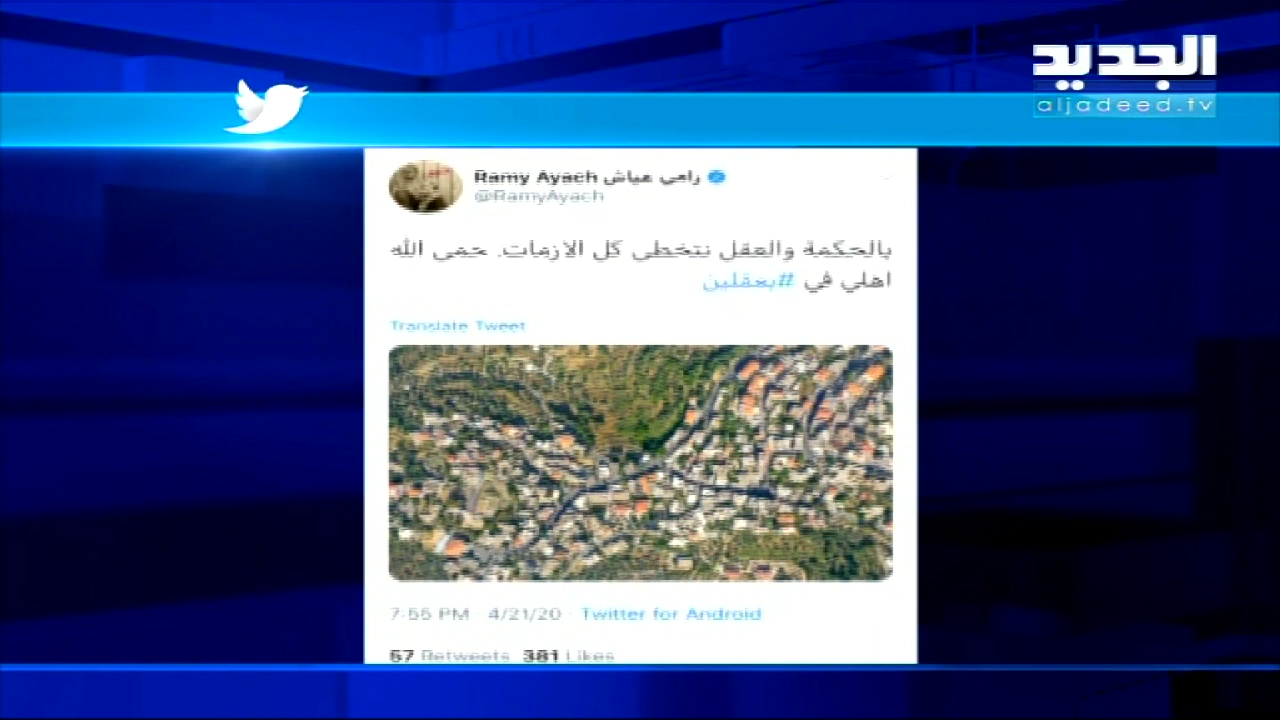 الجديد
aljadeed.tv
Ramy Ayach رامي عياش
@RamyAyach
بالحكمة والعقل نتخطى كل الازمات. حمى الله
اهلي في #بعقلين
Translate Tweet
7:55 PM · 4/21/20 · Twitter for Android
57 Retweets 381 Likes